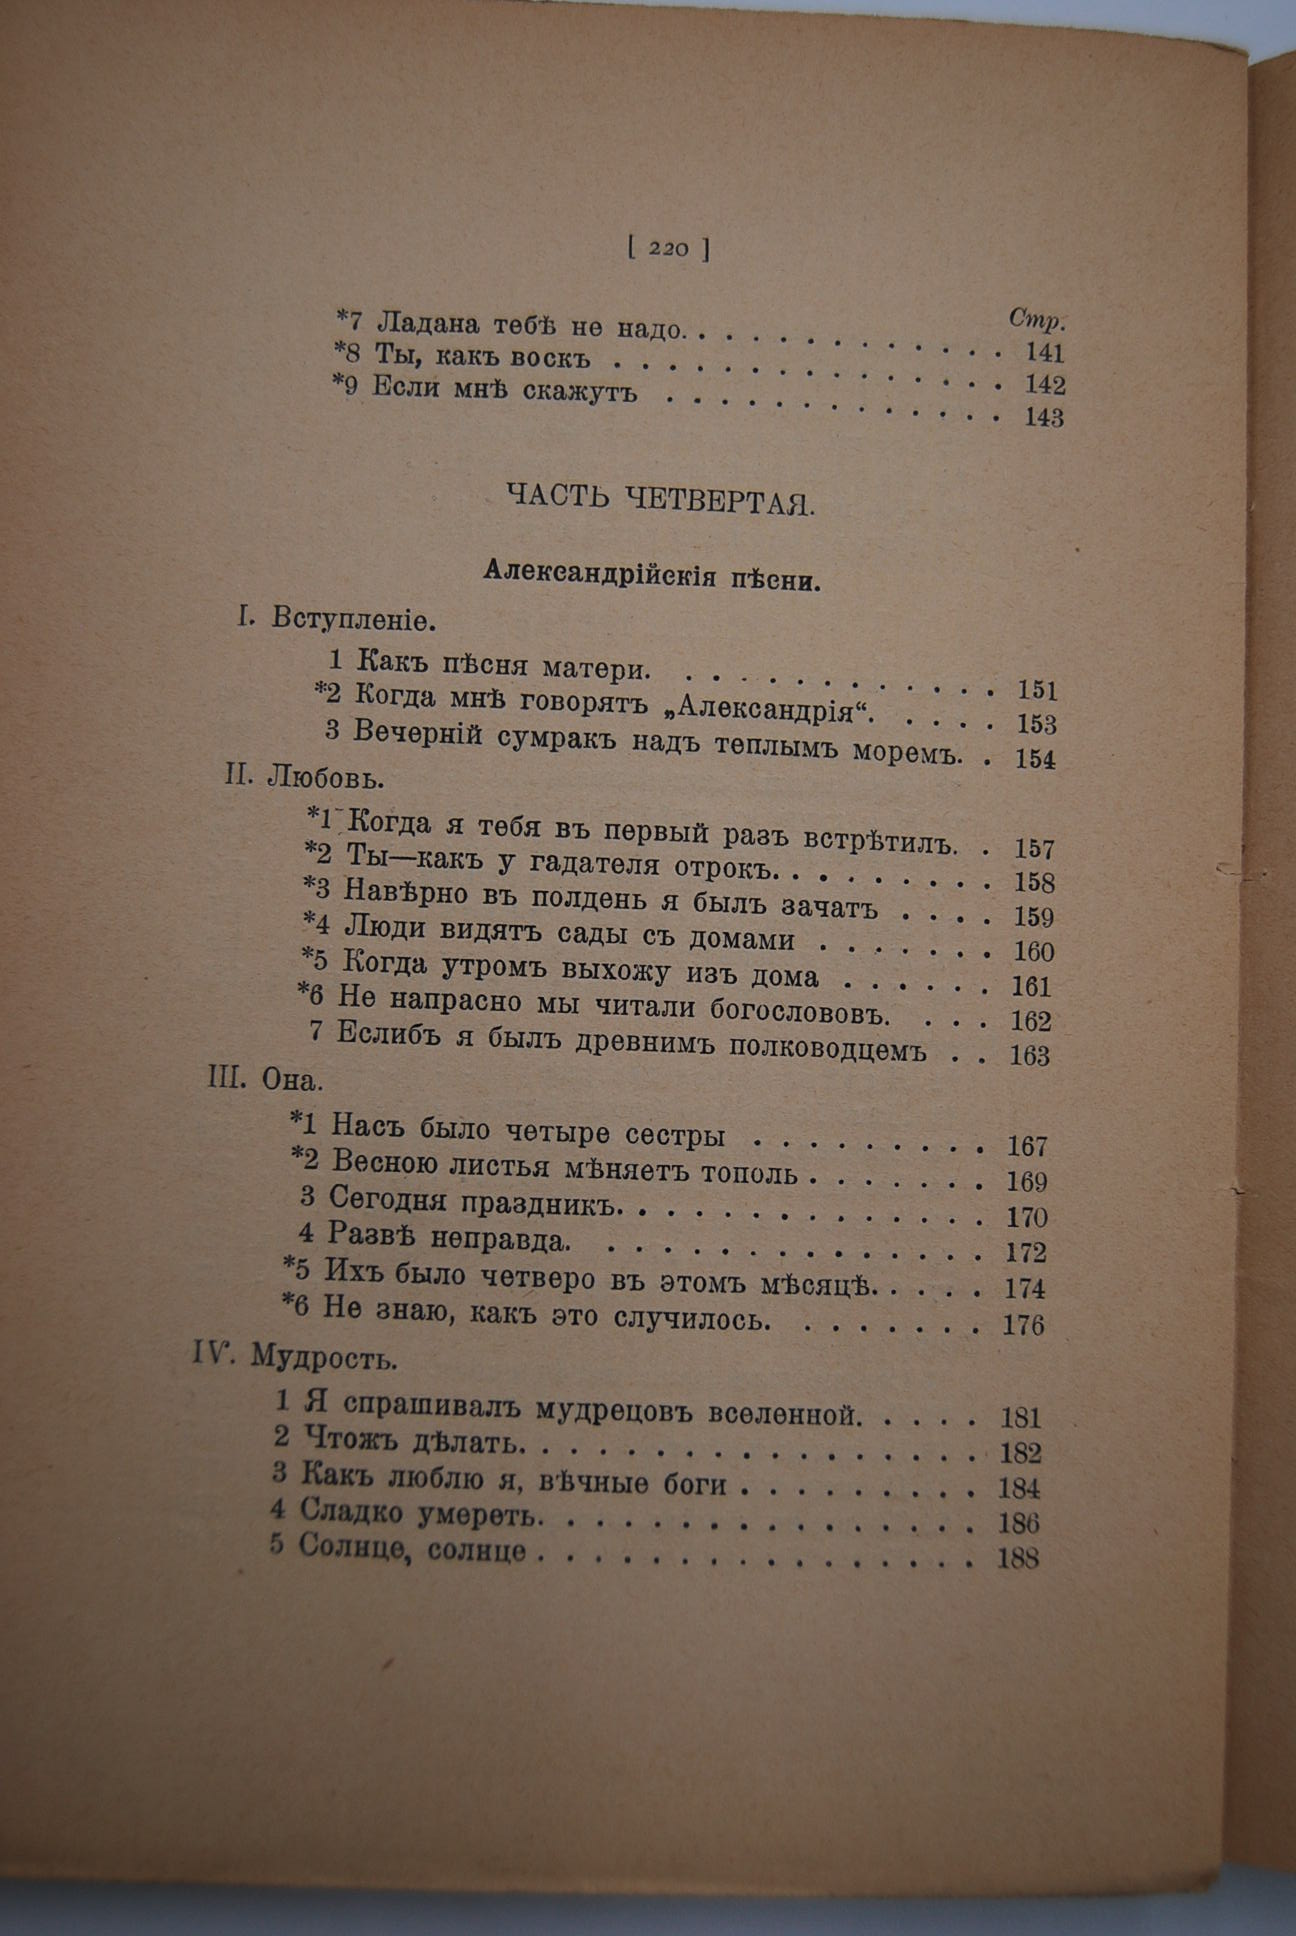 [ 220 ]
Стр.
*7 Ладана тебѣ не надо. . . . . . . . . . . . . 141
*8 Ты, какъ воскъ . . . . . . . . . . . . . . . 142
*9 Если мнѣ скажутъ . . . . . . . . . . . . . 143
ЧАСТЬ ЧЕТВЕРТАЯ.
Александрійскія пѣсни.
I. Вступленіе.
1 Какъ пѣсня матери. . . . . . . . . . . . . 151
*2 Когда мнѣ говорятъ „Александрія“. . . . . 153
3 Вечерній сумракъ надъ теплымъ моремъ. . 154
II. Любовь.
*1 Когда я тебя въ первый разъ встрѣтилъ. . 157
*2 Ты—какъ у гадателя отрокъ. . . . . . . . . 158
*3 Навѣрно въ полдень я былъ зачатъ . . . . 159
*4 Люди видятъ сады съ домами . . . . . . . 160
*5 Когда утромъ выхожу изъ дома . . . . . . 161
*6 Не напрасно мы читали богослововъ. . . . 162
7 Еслибъ я былъ древнимъ полководцемъ . . 163
III. Она.
*1 Насъ было четыре сестры . . . . . . . . . 167
*2 Весною листья мѣняетъ тополь . . . . . . . 169
3 Сегодня праздникъ. . . . . . . . . . . . . . 170
4 Развѣ неправда. . . . . . . . . . . . . . . 172
*5 Ихъ было четверо въ этомъ мѣсяцѣ. . . . . 174
*6 Не знаю, какъ это случилось. . . . . . . . 176
IV. Мудрость.
1 Я спрашивалъ мудрецовъ вселенной. . . . . 181
2 Чтожъ дѣлать. . . . . . . . . . . . . . . . . 182
3 Какъ люблю я, вѣчные боги . . . . . . . . . 184
4 Сладко умереть. . . . . . . . . . . . . . . . 186
5 Солнце, солнце . . . . . . . . . . . . . . . . 188